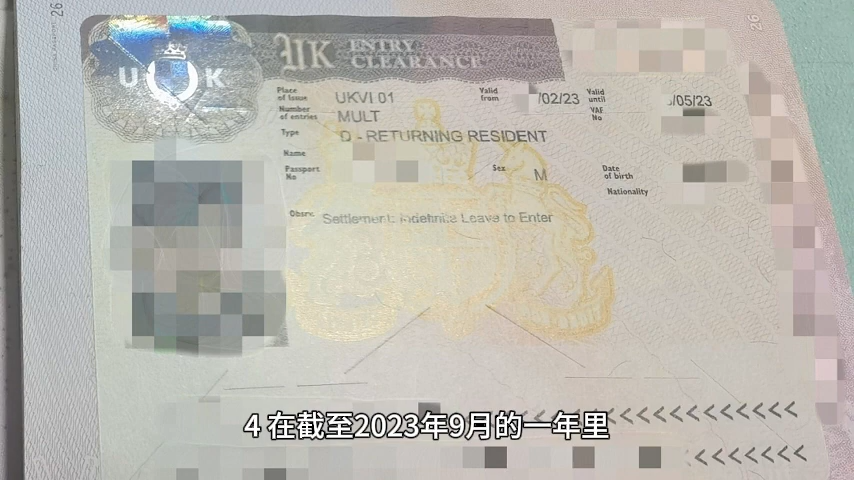 26
26
UK
UK ENTRY CLEARANCE
Place of issue UKVI 01 Valid from /02/23 Valid until /05/23
Number of entries MULT VAF No
Type D - RETURNING RESIDENT
Name
Passport No Sex M Date of birth
Nationality
Obsrv. Settlement: Indefinite Leave to Enter
<<<<<<<<<<<<<
4 在截至2023年9月的一年里
<<<<<<<